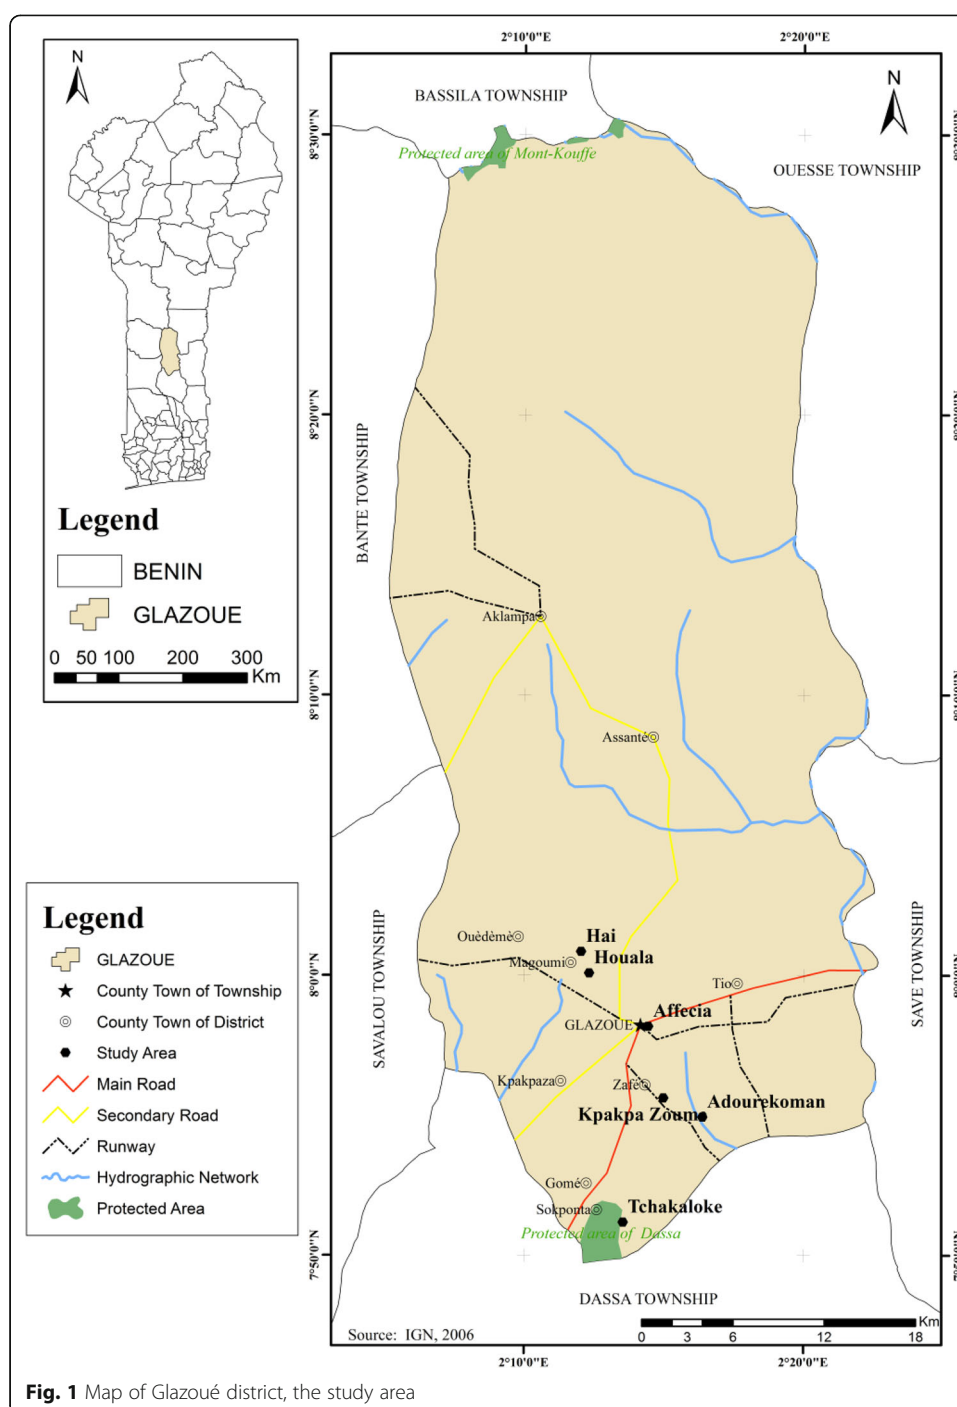 2°10'0"E
2°20'0"E
N
BASSILA TOWNSHIP
N
8°30'0"N
Protected area of Mont-Kouffe
OUESSE TOWNSHIP
8°20'0"N
8°20'0"N
BANTE TOWNSHIP
Legend
BENIN
GLAZOUE
0 50 100 200 300
Km
Aklampa
8°10'0"N
Assanté
Legend
GLAZOUE
County Town of Township
County Town of District
Study Area
Main Road
Secondary Road
Runway
Hydrographic Network
Protected Area
SAVALOU TOWNSHIP
SAVE TOWNSHIP
Ouèdèmè
Hai
Magoumi
Houala
8°0'0"N
Tio
Affecia
GLAZOUE
Kpakpaza
Zafé
Kpakpa Zoum
Adourekoman
Gomé
Sokponta
Tchakaloke
Protected area of Dassa
7°50'0"N
DASSA TOWNSHIP
Km
0 3 6 12 18
Source: IGN, 2006
2°10'0"E
2°20'0"E
Fig. 1 Map of Glazoué district, the study area